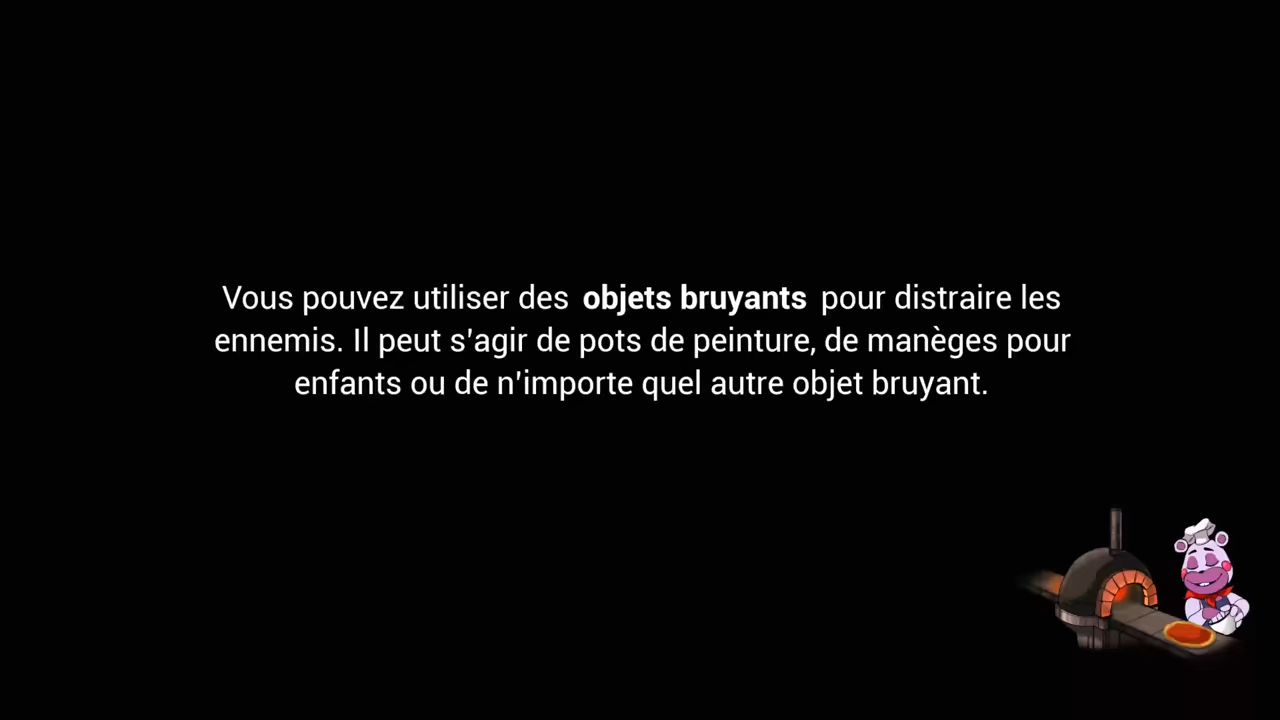 Vous pouvez utiliser des objets bruyants pour distraire les
ennemis. Il peut s'agir de pots de peinture, de manèges pour
enfants ou de n'importe quel autre objet bruyant.